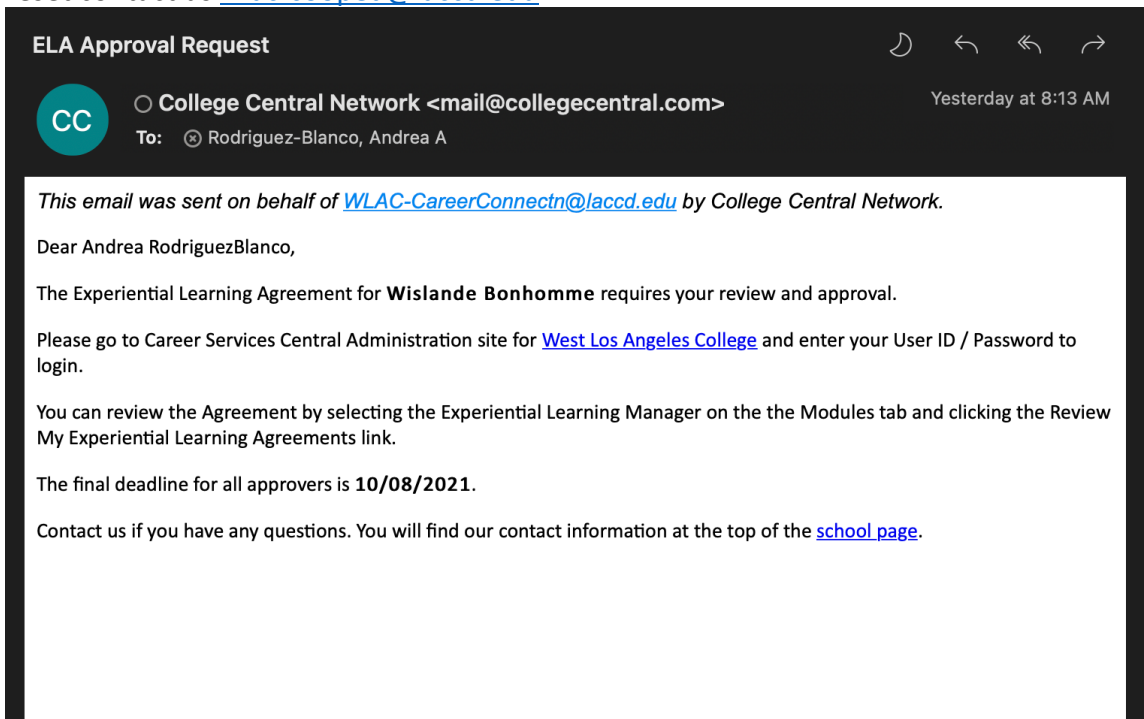 ELA Approval Request
CC
College Central Network <mail@collegecentral.com>
Yesterday at 8:13 AM
To: Rodriguez-Blanco, Andrea A
This email was sent on behalf of WLAC-CareerConnectn@laccd.edu by College Central Network.
Dear Andrea RodriguezBlanco,
The Experiential Learning Agreement for Wislande Bonhomme requires your review and approval.
Please go to Career Services Central Administration site for West Los Angeles College and enter your User ID / Password to
login.
You can review the Agreement by selecting the Experiential Learning Manager on the the Modules tab and clicking the Review
My Experiential Learning Agreements link.
The final deadline for all approvers is 10/08/2021.
Contact us if you have any questions. You will find our contact information at the top of the school page.